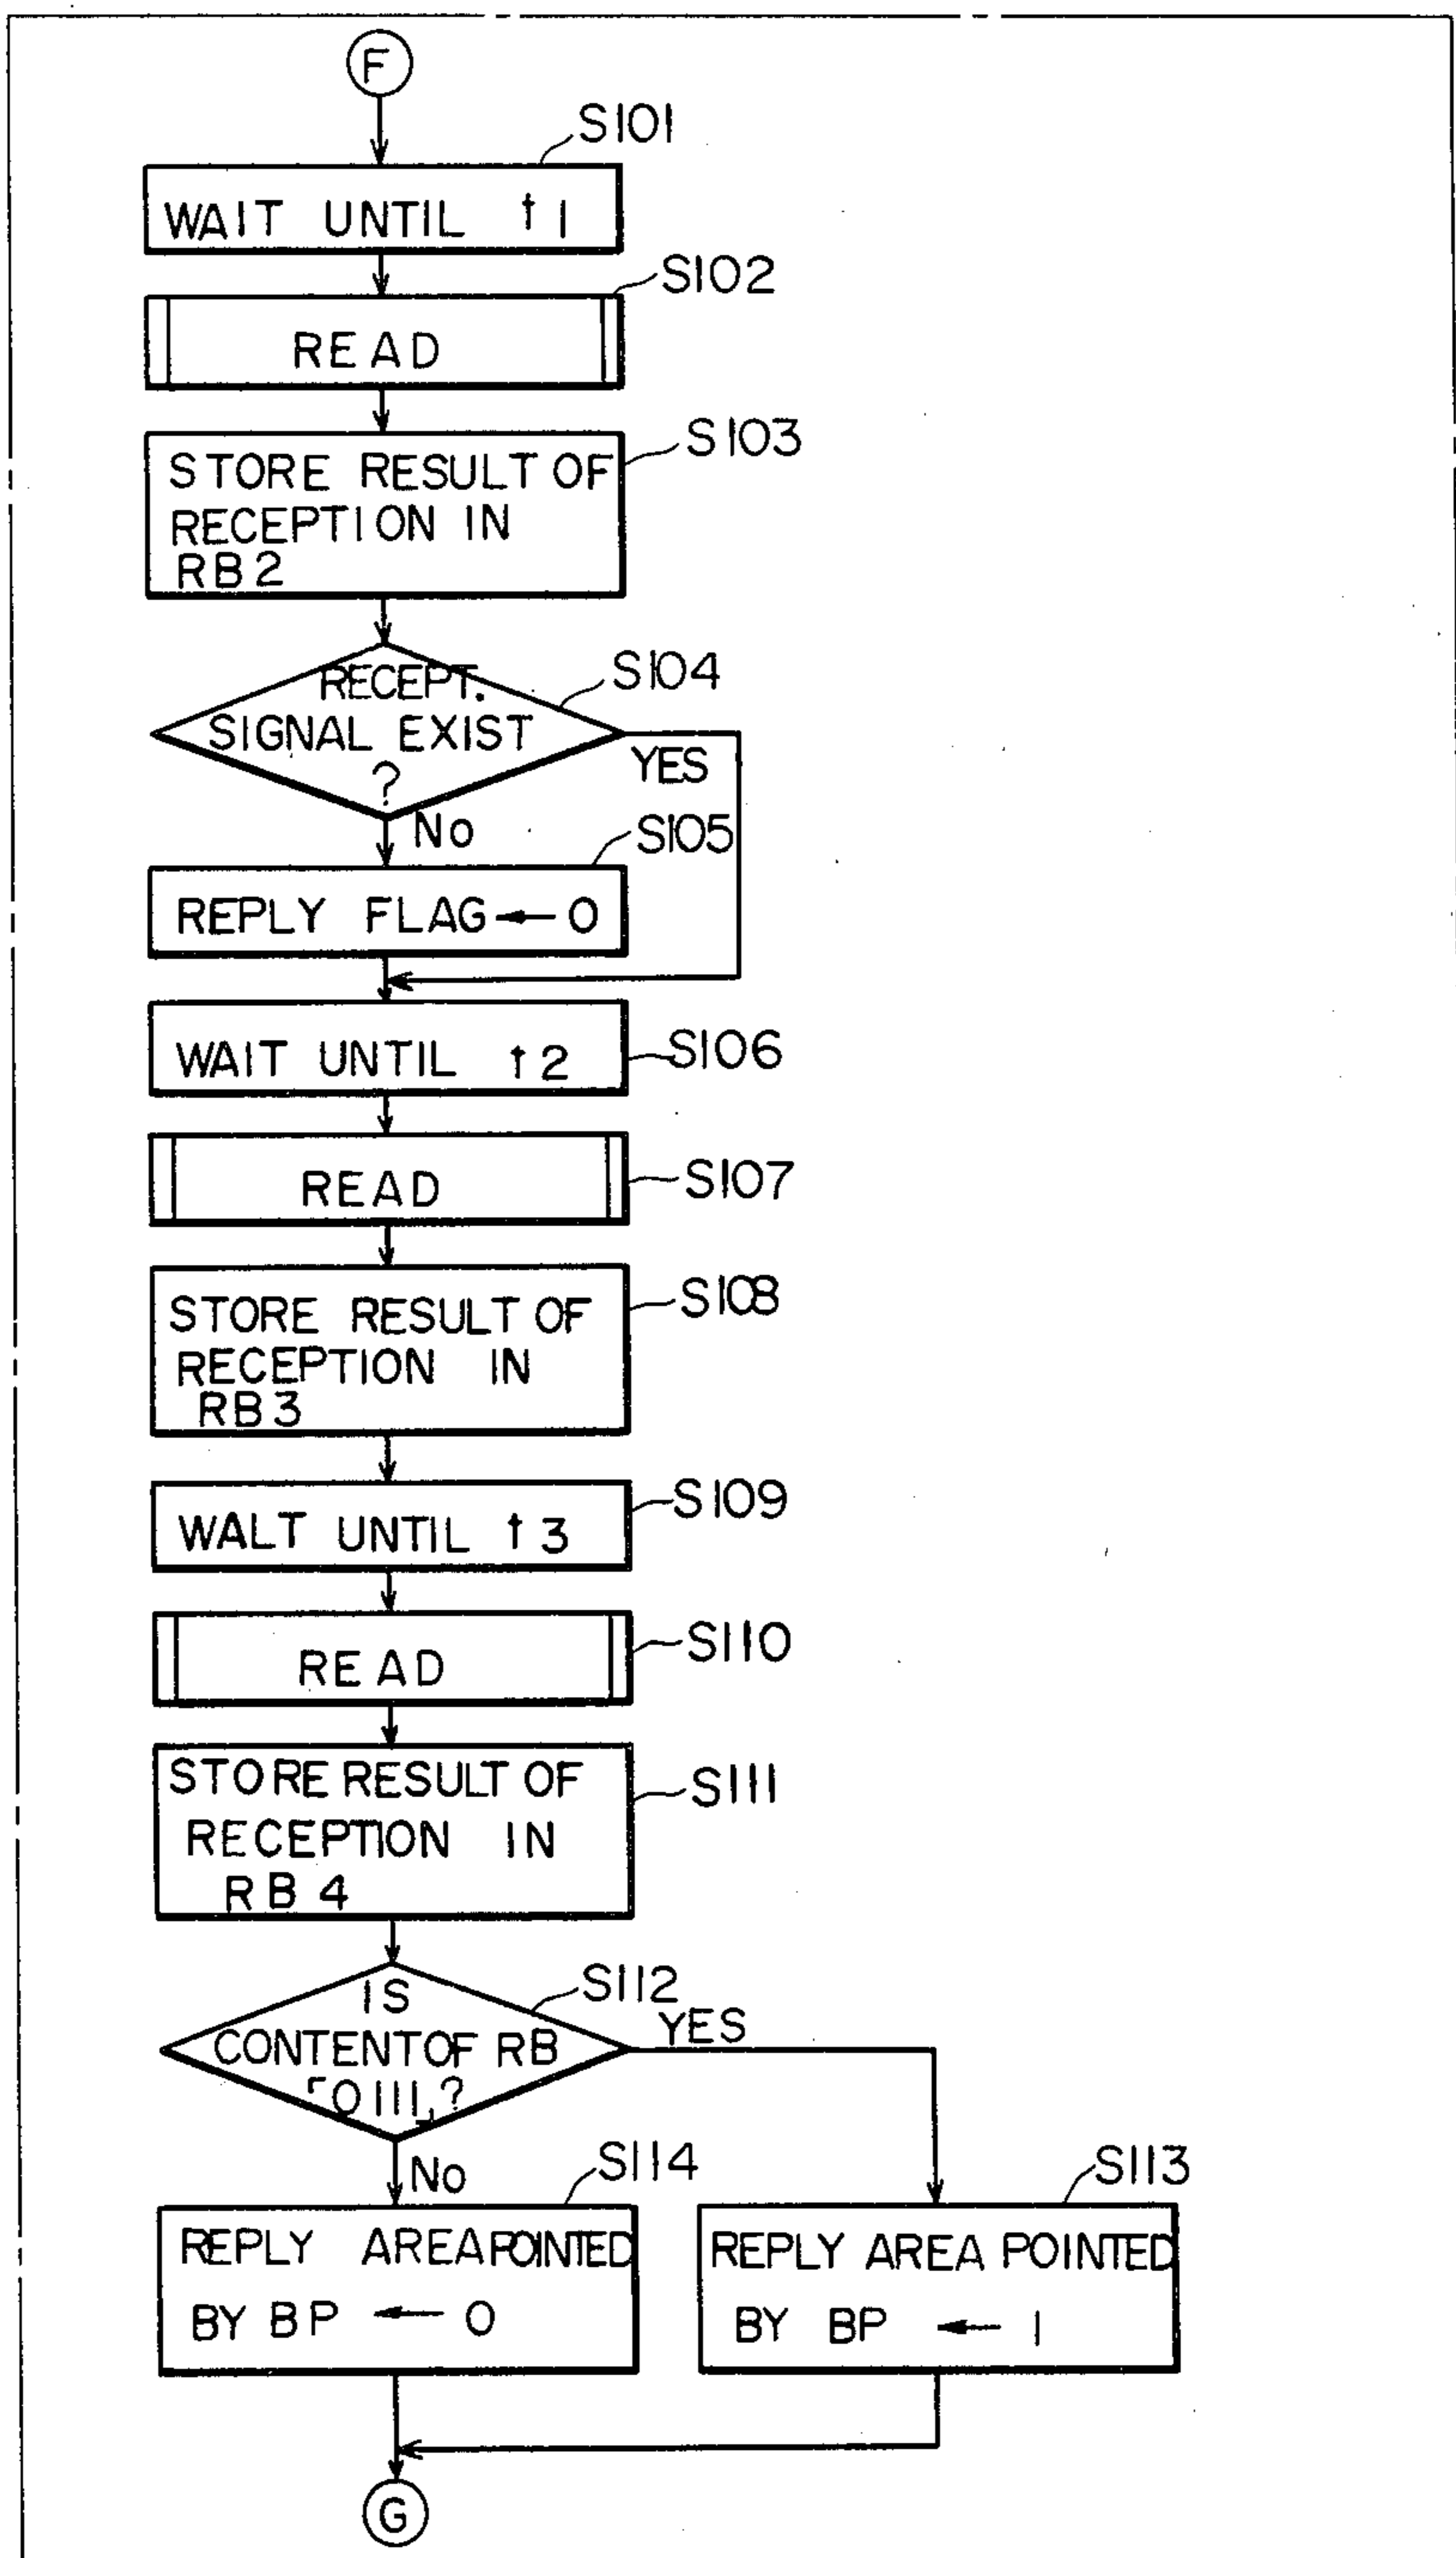 F
S101
WAIT UNTIL t1
S102
READ
S103
STORE RESULT OF
RECEPTION IN
RB2
S104
RECEPT.
SIGNAL EXIST
?
YES
No
S105
REPLY FLAG ← 0
S106
WAIT UNTIL t2
S107
READ
S108
STORE RESULT OF
RECEPTION IN
RB3
S109
WALT UNTIL t3
S110
READ
S111
STORE RESULT OF
RECEPTION IN
RB4
S112
IS
CONTENT OF RB
「0111」?
YES
No
S114
REPLY AREA POINTED
BY BP ← 0
S113
REPLY AREA POINTED
BY BP ← 1
G